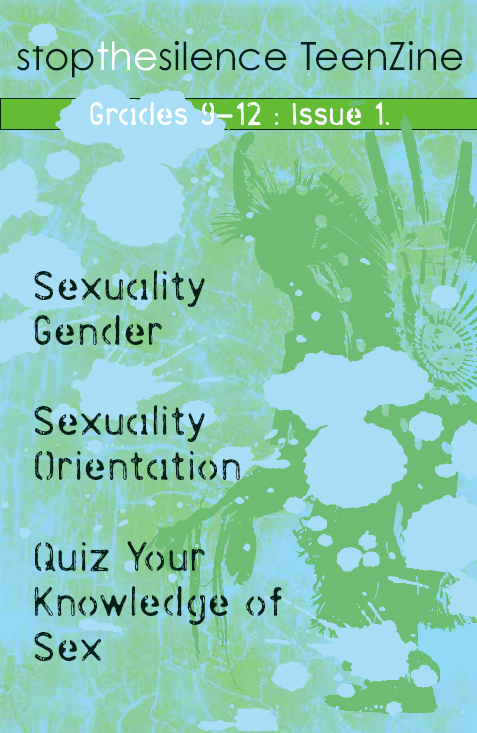 stopthesilence TeenZine
Grades 9-12 : Issue 1.
Sexuality
Gender
Sexuality
Orientation
Quiz Your
Knowledge of
Sex